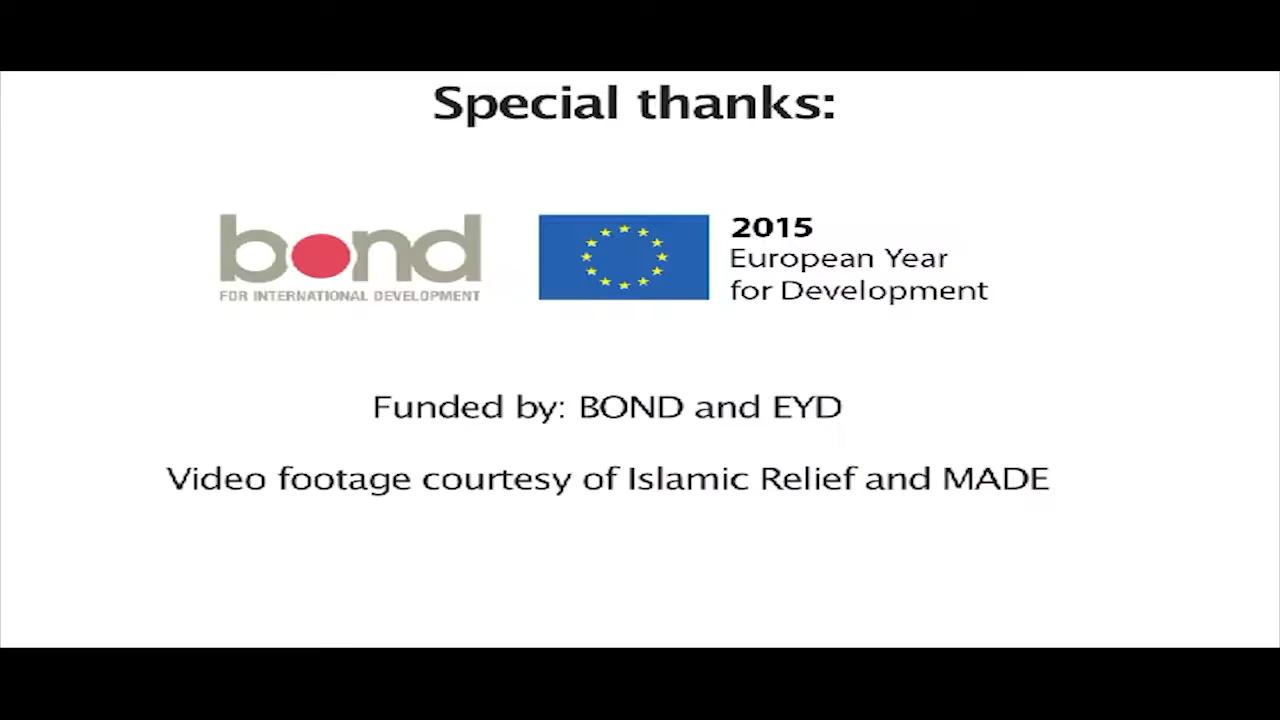 Special thanks:
bond
FOR INTERNATIONAL DEVELOPMENT
2015
European Year
for Development
Funded by: BOND and EYD
Video footage courtesy of Islamic Relief and MADE